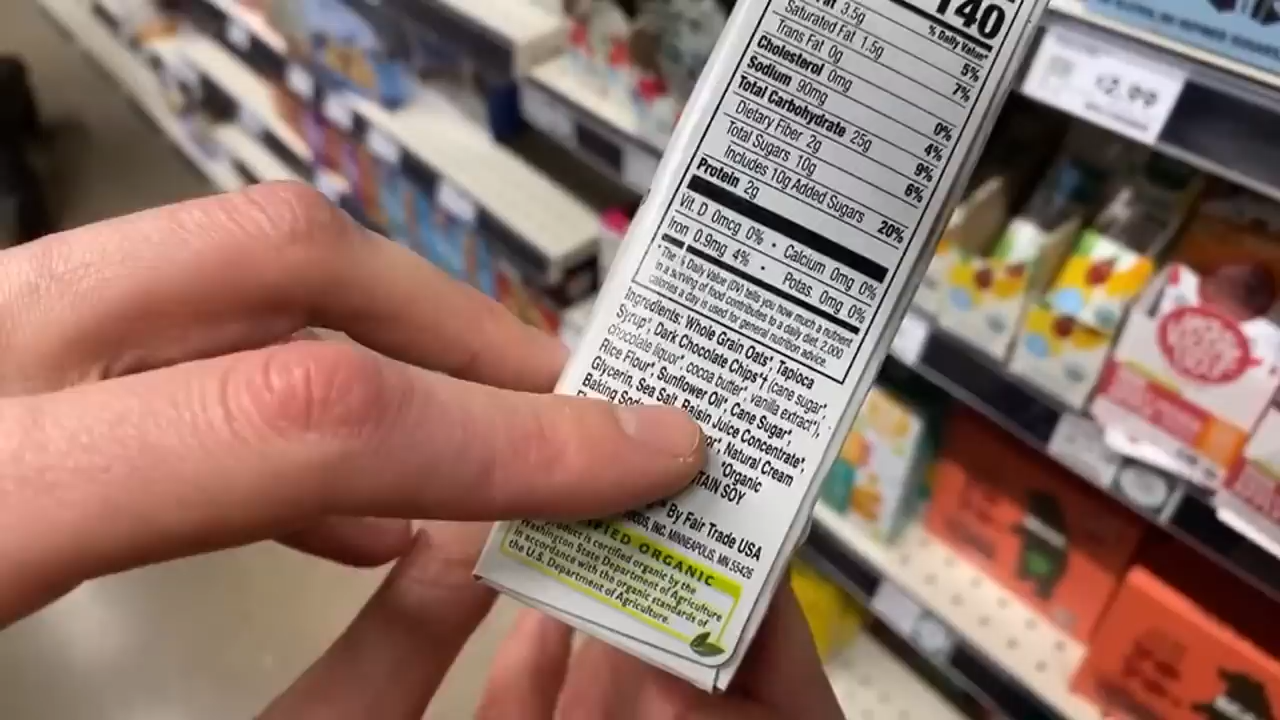 140
% Daily Value*
Fat 3.5g 5%
Saturated Fat 1.5g 7%
Trans Fat 0g
Cholesterol 0mg 0%
Sodium 90mg 4%
Total Carbohydrate 25g 9%
Dietary Fiber 2g 6%
Total Sugars 10g
Includes 10g Added Sugars 20%
Protein 2g
Vit. D 0mcg 0% • Calcium 0mg 0%
Iron 0.9mg 4% • Potas. 0mg 0%
*The % Daily Value (DV) tells you how much a nutrient
in a serving of food contributes to a daily diet. 2,000
calories a day is used for general nutrition advice.
Ingredients: Whole Grain Oats*, Tapioca
Syrup*, Dark Chocolate Chips*‡ (cane sugar*,
chocolate liquor*, cocoa butter*, vanilla extract*),
Rice Flour*, Sunflower Oil*, Cane Sugar*,
Glycerin, Sea Salt, Raisin Juice Concentrate*,
Baking Soda
Natural Cream
*Organic
SOY
By Fair Trade USA
INC. MINNEAPOLIS, MN 55426
ORGANIC
product is certified organic by the
Washington State Department of Agriculture
in accordance with the organic standards of
the U.S. Department of Agriculture.
2.99